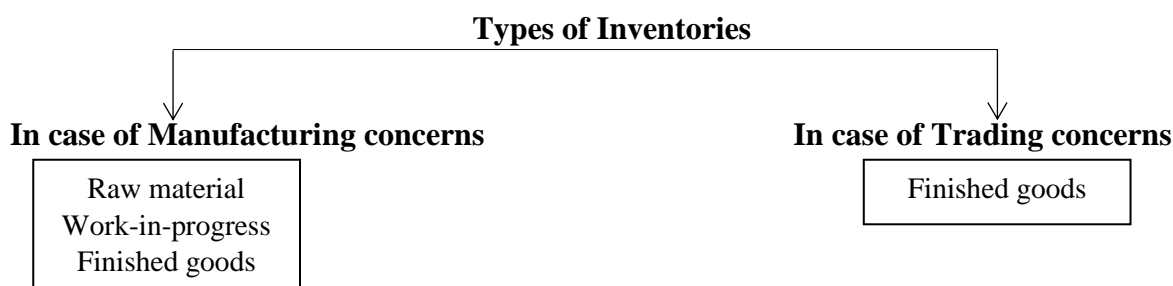 Types of Inventories
In case of Manufacturing concerns
Raw material
Work-in-progress
Finished goods
In case of Trading concerns
Finished goods